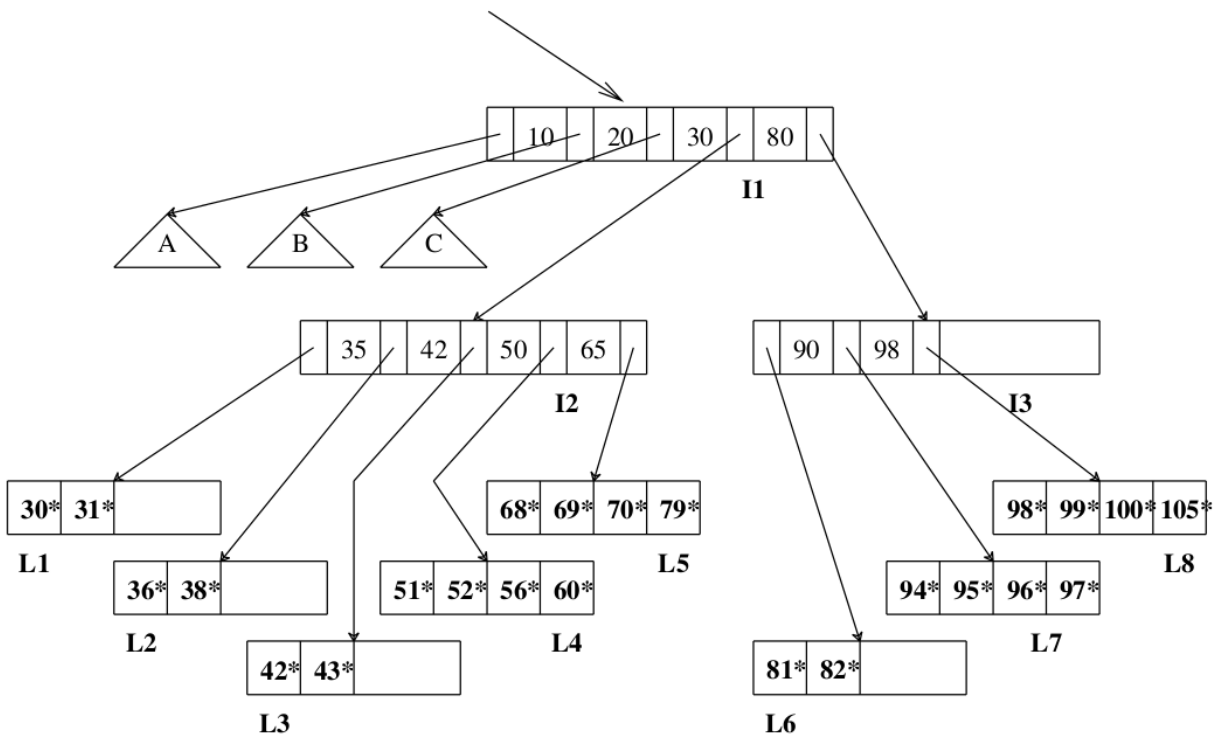 10 20 30 80
I1
A B C
35 42 50 65
90 98
I2
I3
30* 31*
68* 69* 70* 79*
98* 99* 100* 105*
L1
L5
L8
36* 38*
51* 52* 56* 60*
94* 95* 96* 97*
L2
L4
L7
42* 43*
81* 82*
L3
L6